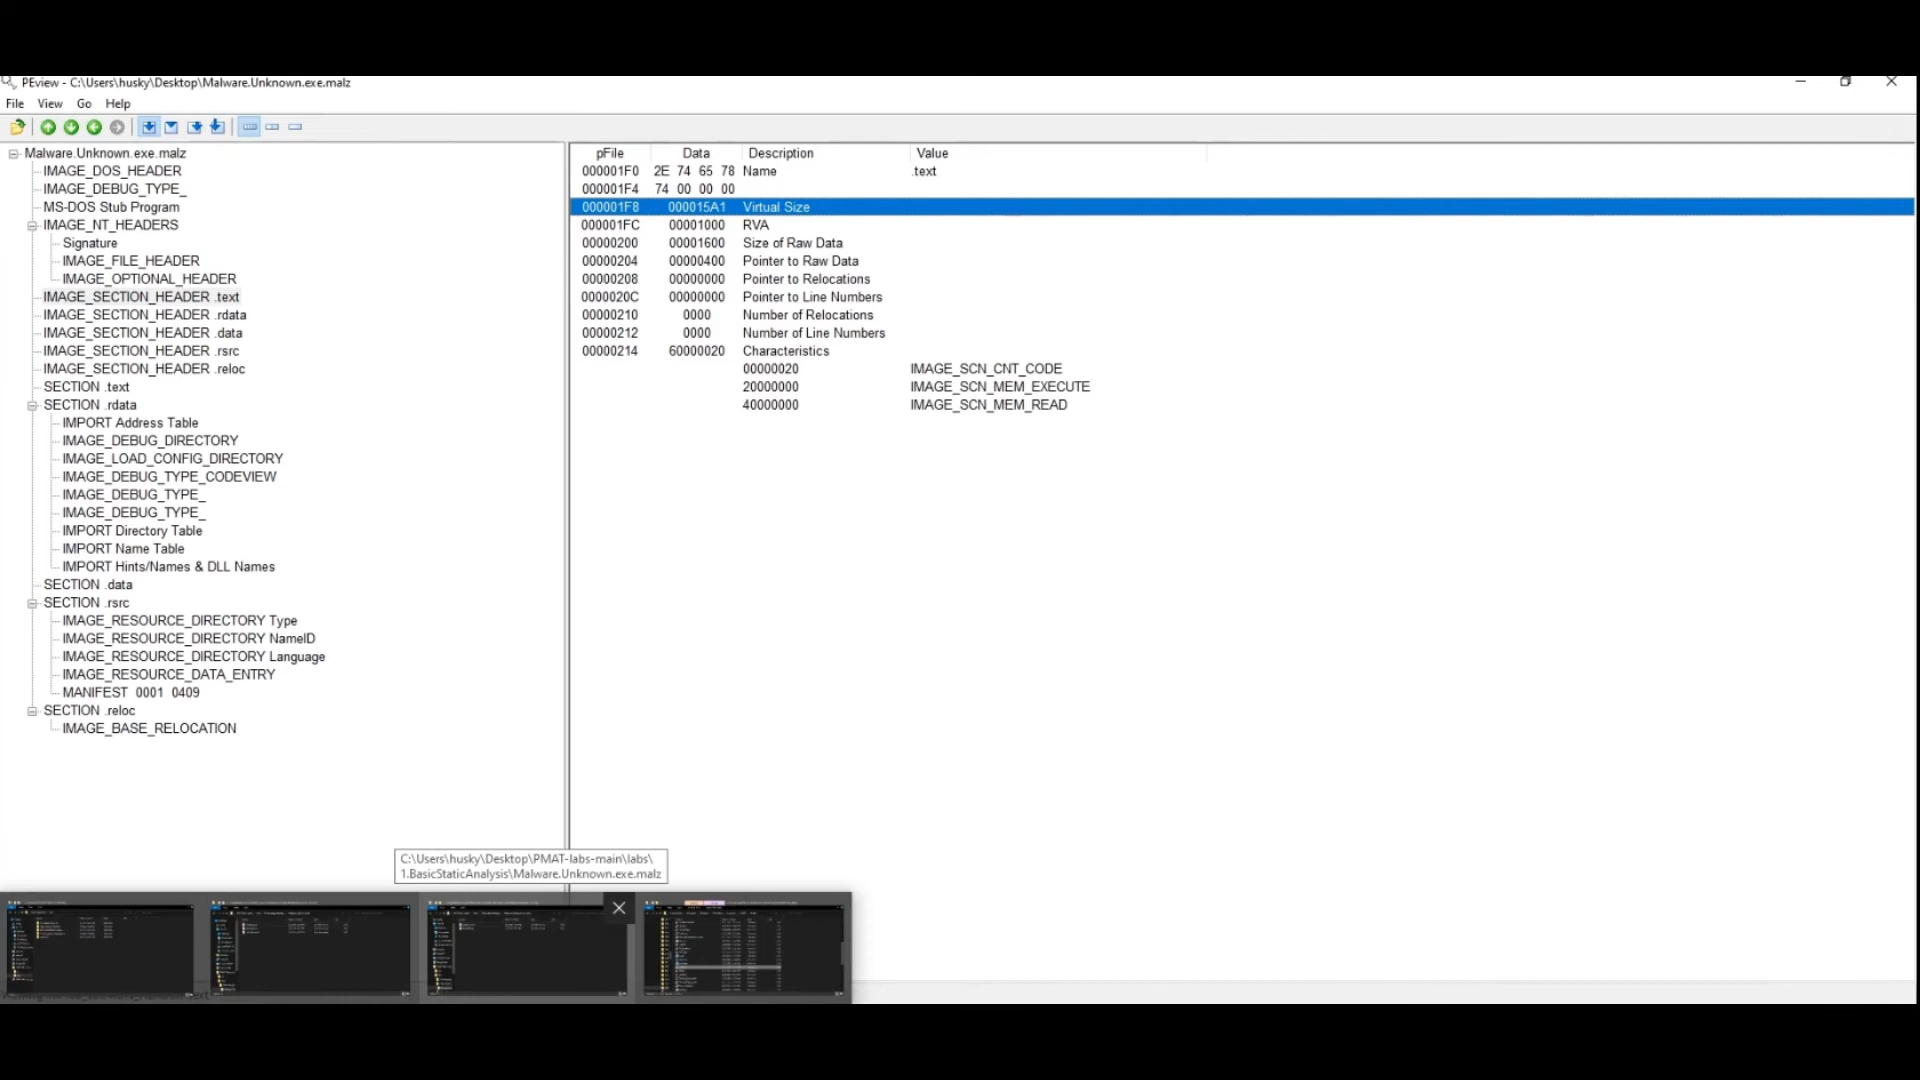 PEview - C:\Users\husky\Desktop\Malware.Unknown.exe.malz
File View Go Help
Malware.Unknown.exe.malz
IMAGE_DOS_HEADER
IMAGE_DEBUG_TYPE_
MS-DOS Stub Program
IMAGE_NT_HEADERS
Signature
IMAGE_FILE_HEADER
IMAGE_OPTIONAL_HEADER
IMAGE_SECTION_HEADER .text
IMAGE_SECTION_HEADER .rdata
IMAGE_SECTION_HEADER .data
IMAGE_SECTION_HEADER .rsrc
IMAGE_SECTION_HEADER .reloc
SECTION .text
SECTION .rdata
IMPORT Address Table
IMAGE_DEBUG_DIRECTORY
IMAGE_LOAD_CONFIG_DIRECTORY
IMAGE_DEBUG_TYPE_CODEVIEW
IMAGE_DEBUG_TYPE_
IMAGE_DEBUG_TYPE_
IMPORT Directory Table
IMPORT Name Table
IMPORT Hints/Names & DLL Names
SECTION .data
SECTION .rsrc
IMAGE_RESOURCE_DIRECTORY Type
IMAGE_RESOURCE_DIRECTORY NameID
IMAGE_RESOURCE_DIRECTORY Language
IMAGE_RESOURCE_DATA_ENTRY
MANIFEST 0001 0409
SECTION .reloc
IMAGE_BASE_RELOCATION
pFile Data Description Value
000001F0 2E 74 65 78 Name .text
000001F4 74 00 00 00
000001F8 000015A1 Virtual Size
000001FC 00001000 RVA
00000200 00001600 Size of Raw Data
00000204 00000400 Pointer to Raw Data
00000208 00000000 Pointer to Relocations
0000020C 00000000 Pointer to Line Numbers
00000210 0000 Number of Relocations
00000212 0000 Number of Line Numbers
00000214 60000020 Characteristics
00000020 IMAGE_SCN_CNT_CODE
20000000 IMAGE_SCN_MEM_EXECUTE
40000000 IMAGE_SCN_MEM_READ
C:\Users\husky\Desktop\PMAT-labs-main\labs\
1.BasicStaticAnalysis\Malware.Unknown.exe.malz